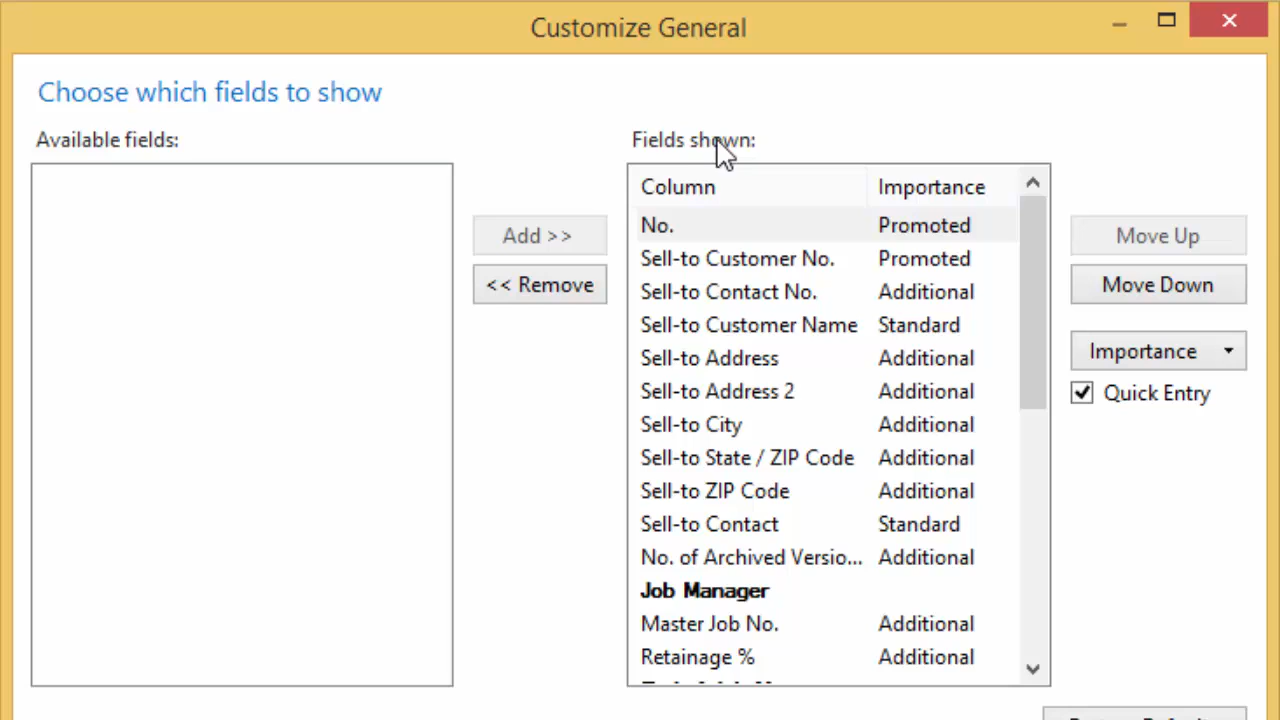 Customize General
Choose which fields to show
Available fields:
Fields shown:
Column Importance
No. Promoted
Add >>
Move Up
Sell-to Customer No. Promoted
<< Remove
Move Down
Sell-to Contact No. Additional
Sell-to Customer Name Standard
Importance
Sell-to Address Additional
Sell-to Address 2 Additional
Quick Entry
Sell-to City Additional
Sell-to State / ZIP Code Additional
Sell-to ZIP Code Additional
Sell-to Contact Standard
No. of Archived Versio... Additional
Job Manager
Master Job No. Additional
Retainage % Additional